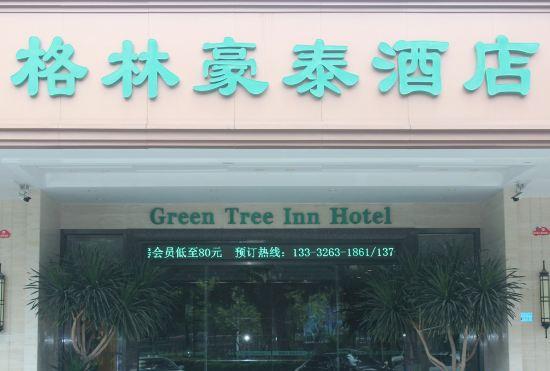 格林豪泰酒店
Green Tree Inn Hotel
会员低至80元 预订热线: 133-3263-1861/137